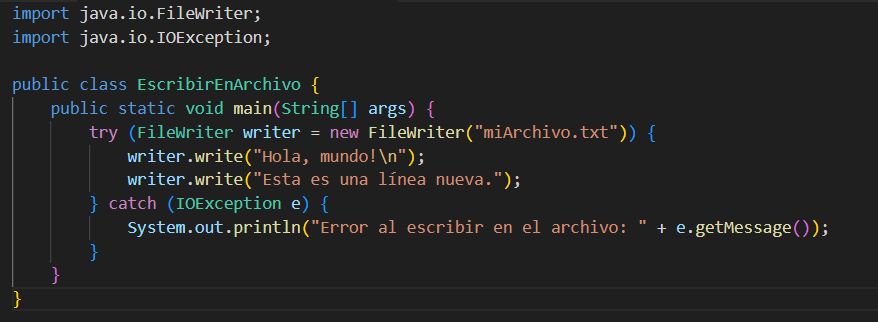 import java.io.FileWriter;
import java.io.IOException;

public class EscribirEnArchivo {
    public static void main(String[] args) {
        try (FileWriter writer = new FileWriter("miArchivo.txt")) {
            writer.write("Hola, mundo!\n");
            writer.write("Esta es una línea nueva.");
        } catch (IOException e) {
            System.out.println("Error al escribir en el archivo: " + e.getMessage());
        }
    }
}